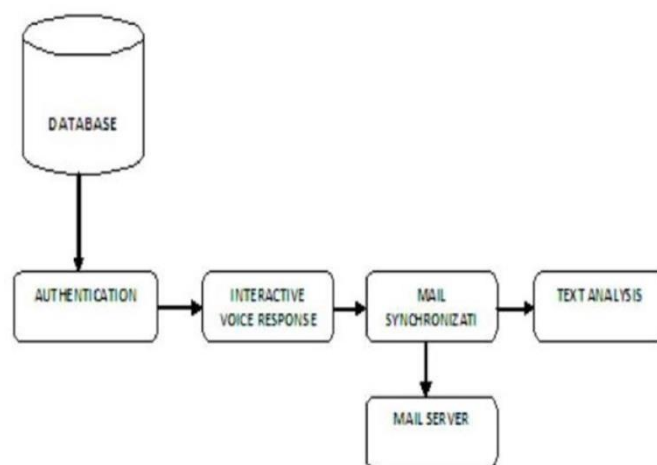 DATABASE
AUTHENTICATION
INTERACTIVE
VOICE RESPONSE
MAIL
SYNCHRONIZATI
TEXT ANALYSIS
MAIL SERVER